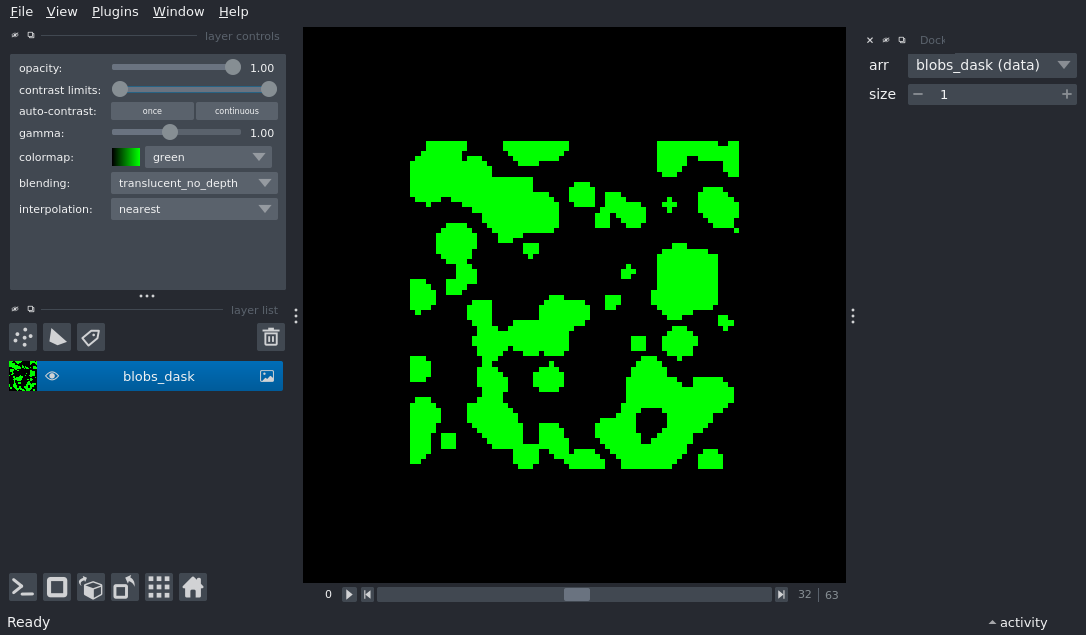 File View Plugins Window Help
layer controls
opacity: 1.00
contrast limits:
auto-contrast: once continuous
gamma: 1.00
colormap: green
blending: translucent_no_depth
interpolation: nearest
layer list
blobs_dask
0 32 63
Dock
arr blobs_dask (data)
size 1
Ready activity